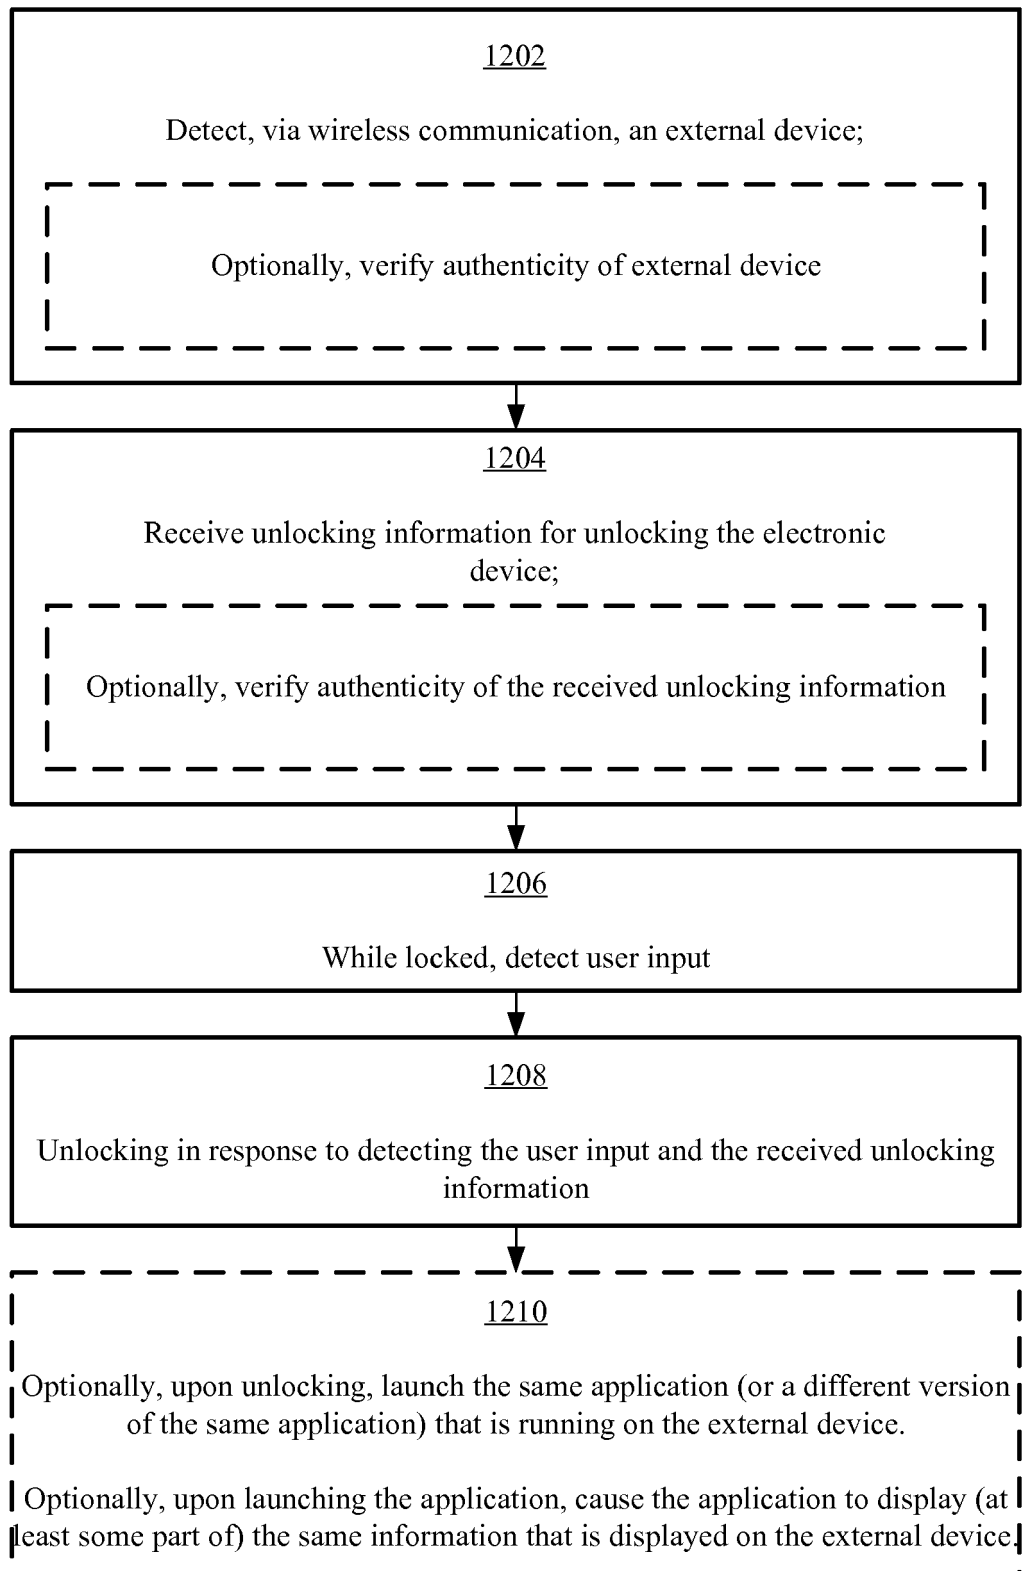 1202
Detect, via wireless communication, an external device;
Optionally, verify authenticity of external device
1204
Receive unlocking information for unlocking the electronic
device;
Optionally, verify authenticity of the received unlocking information
1206
While locked, detect user input
1208
Unlocking in response to detecting the user input and the received unlocking
information
1210
Optionally, upon unlocking, launch the same application (or a different version
of the same application) that is running on the external device.
Optionally, upon launching the application, cause the application to display (at
least some part of) the same information that is displayed on the external device.